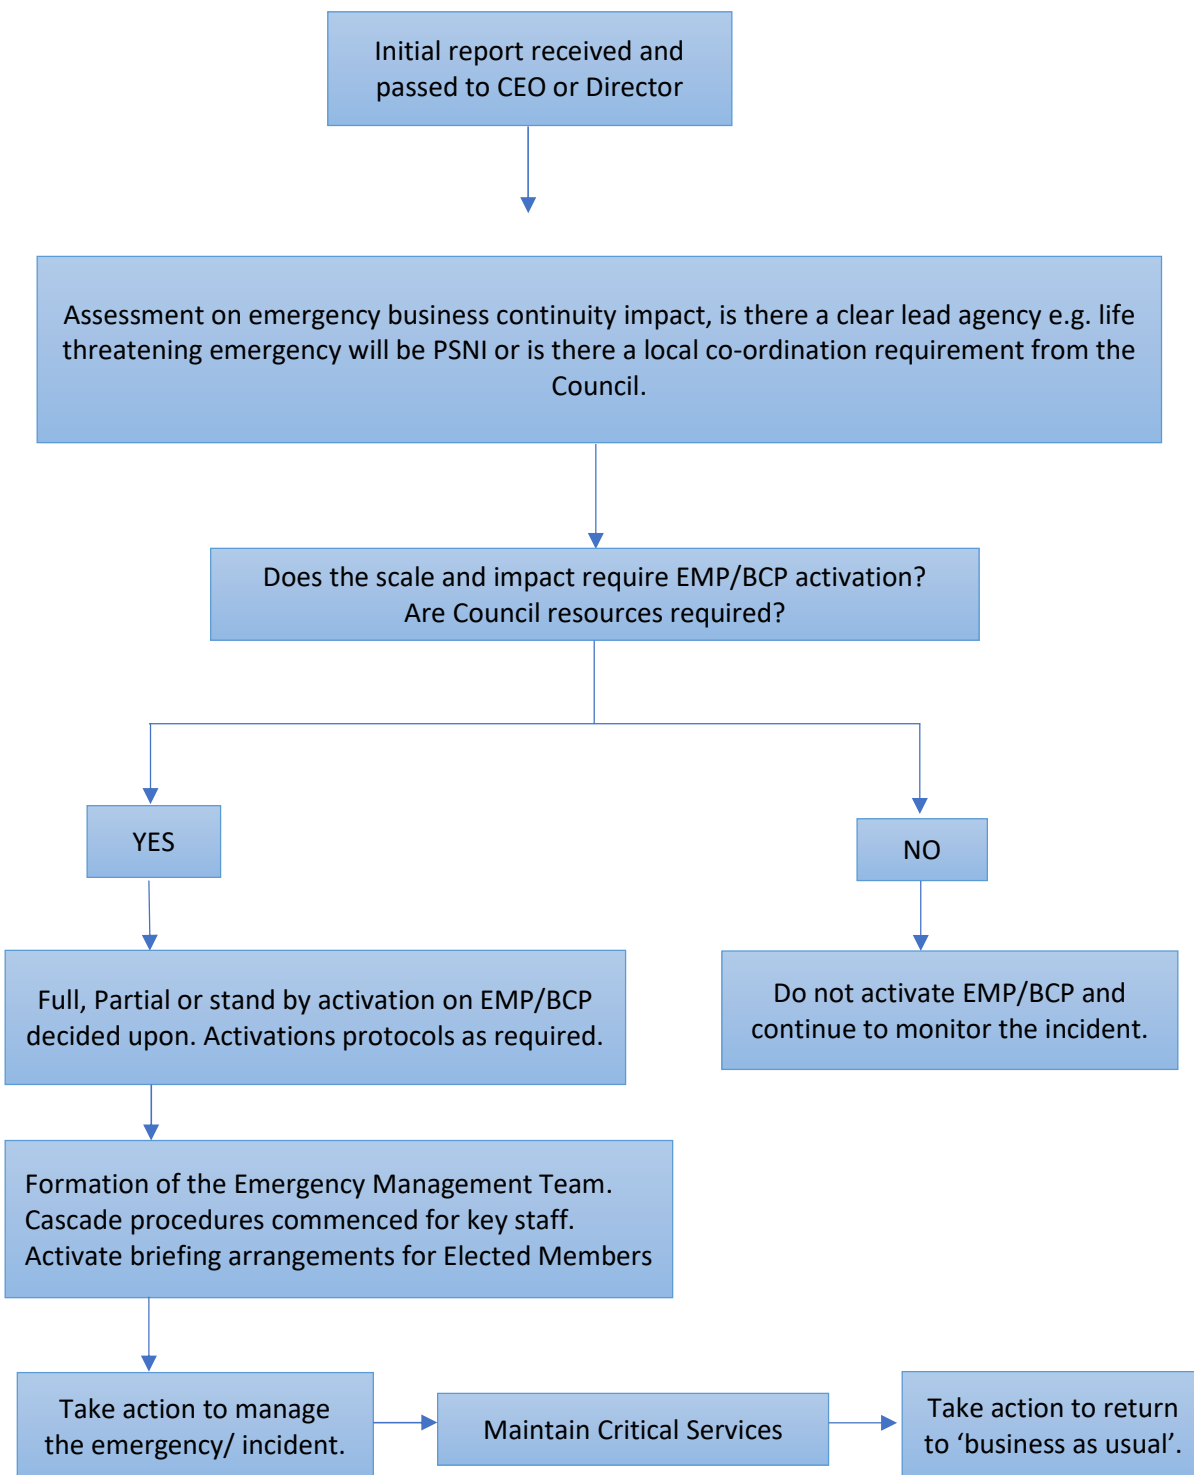 Initial report received and
passed to CEO or Director
Assessment on emergency business continuity impact, is there a clear lead agency e.g. life
threatening emergency will be PSNI or is there a local co-ordination requirement from the
Council.
Does the scale and impact require EMP/BCP activation?
Are Council resources required?
YES
NO
Full, Partial or stand by activation on EMP/BCP
decided upon. Activations protocols as required.
Do not activate EMP/BCP and
continue to monitor the incident.
Formation of the Emergency Management Team.
Cascade procedures commenced for key staff.
Activate briefing arrangements for Elected Members
Take action to manage
the emergency/ incident.
Maintain Critical Services
Take action to return
to ‘business as usual’.